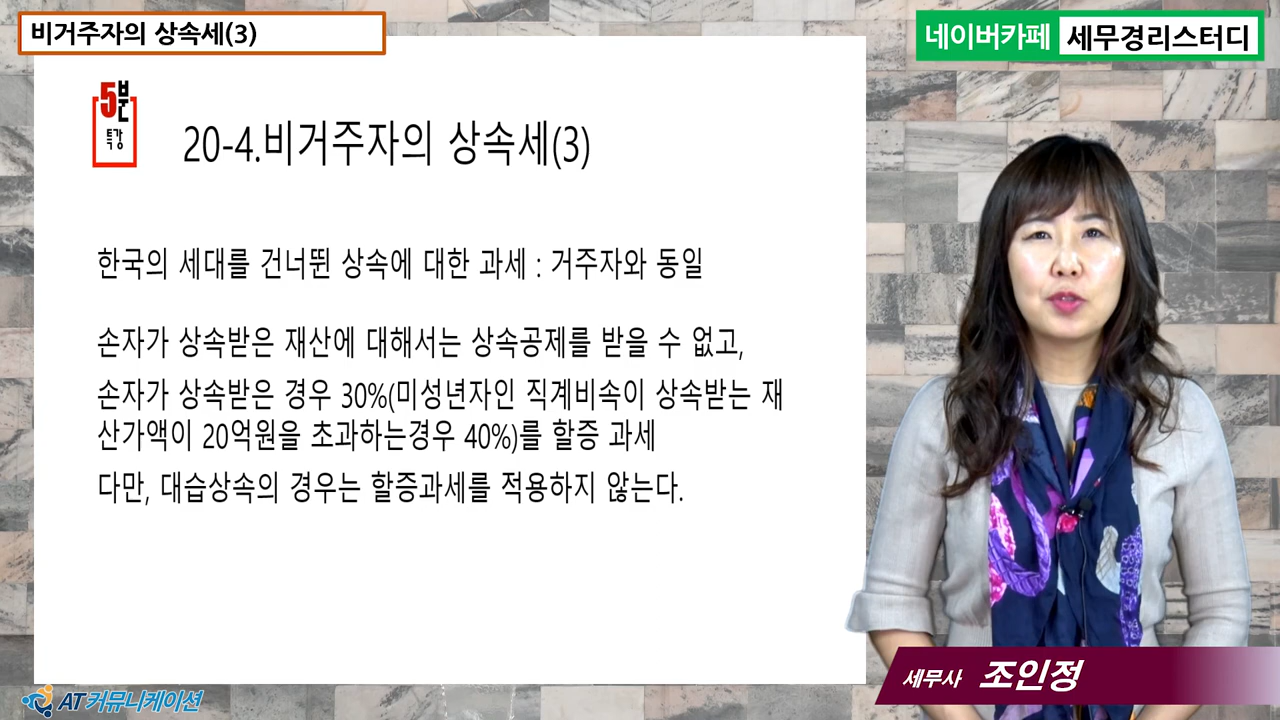 비거주자의 상속세(3)
네이버카페 세무경리스터디
5분
특강
20-4.비거주자의 상속세(3)
한국의 세대를 건너뛴 상속에 대한 과세 : 거주자와 동일
손자가 상속받은 재산에 대해서는 상속공제를 받을 수 없고,
손자가 상속받은 경우 30%(미성년자인 직계비속이 상속받는 재
산가액이 20억원을 초과하는경우 40%)를 할증 과세
다만, 대습상속의 경우는 할증과세를 적용하지 않는다.
세무사 조인정
AT커뮤니케이션